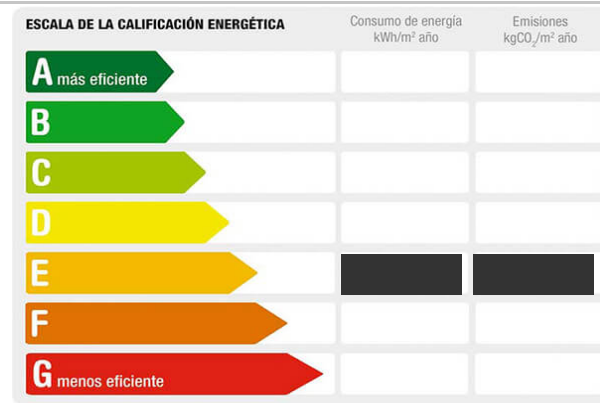 ESCALA DE LA CALIFICACIÓN ENERGÉTICA
Consumo de energía
kWh/m² año
Emisiones
kgCO₂/m² año
A más eficiente
B
C
D
E
F
G menos eficiente